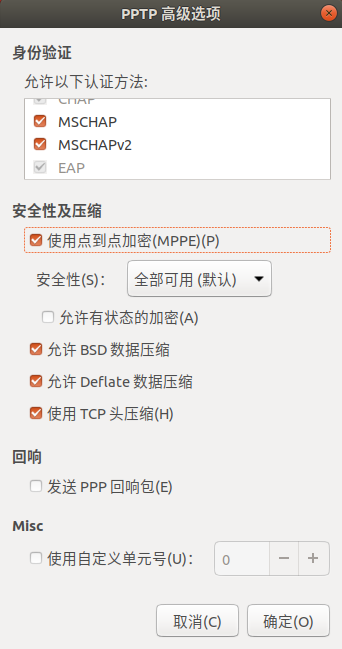 PPTP 高级选项
身份验证
允许以下认证方法:
CHAP
MSCHAP
MSCHAPv2
EAP
安全性及压缩
使用点到点加密(MPPE)(P)
安全性(S)： 全部可用 (默认)
允许有状态的加密(A)
允许 BSD 数据压缩
允许 Deflate 数据压缩
使用 TCP 头压缩(H)
回响
发送 PPP 回响包(E)
Misc
使用自定义单元号(U)： 0
取消(C) 确定(O)